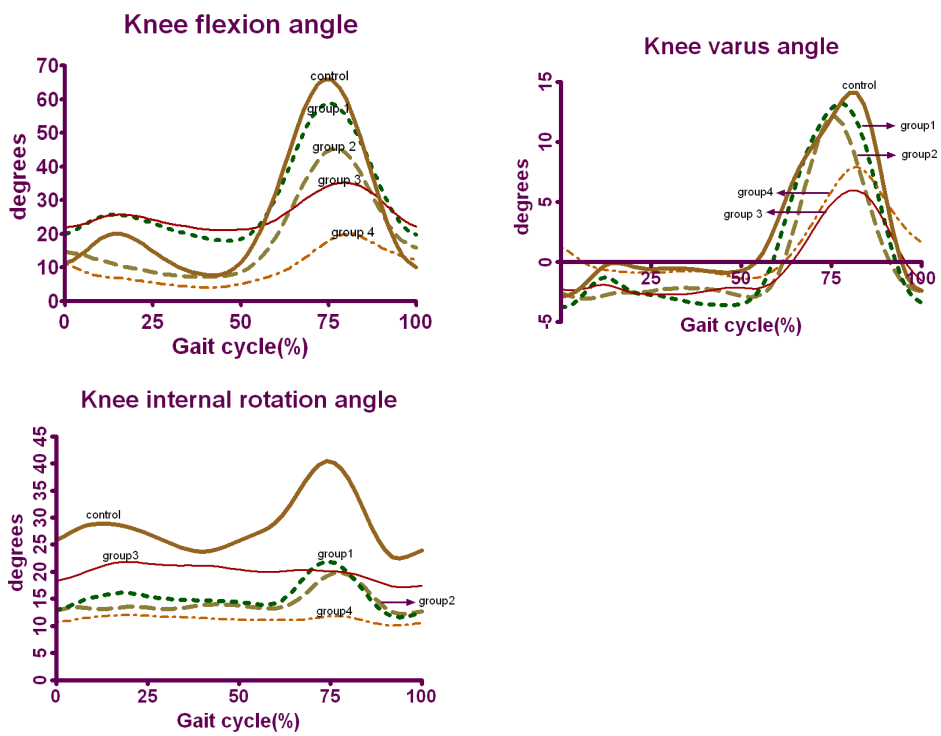 Knee flexion angle
degrees
70
60
50
40
30
20
10
0
control
group 1
group 2
group 3
group 4
0 25 50 75 100
Gait cycle(%)
Knee varus angle
degrees
15
10
5
0
-5
control
group1
group2
group4
group 3
0 25 50 75 100
Gait cycle(%)
Knee internal rotation angle
degrees
45
40
35
30
25
20
15
10
5
0
control
group3
group1
group2
group4
0 25 50 75 100
Gait cycle(%)